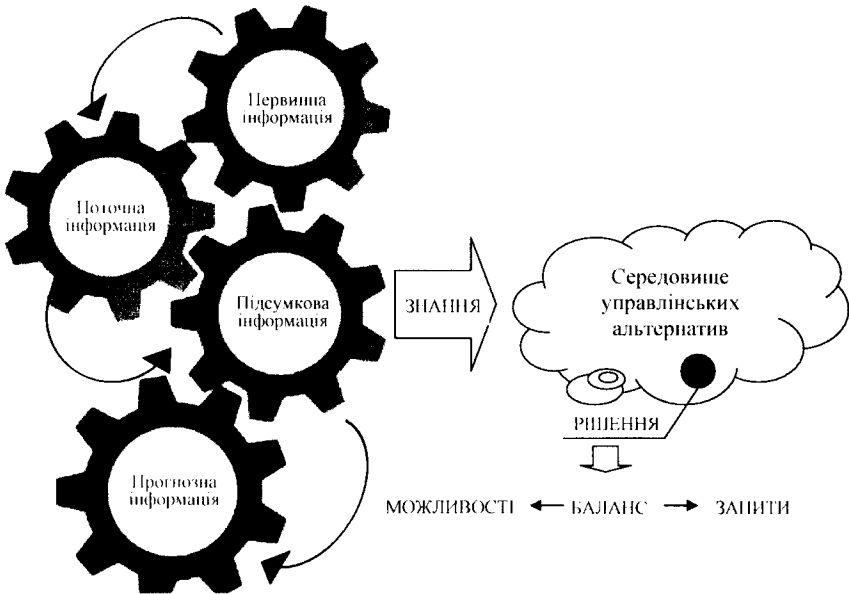 Первинна
інформація
Поточна
інформація
Підсумкова
інформація
Прогнозна
інформація
ЗНАННЯ
Середовище
управлінських
альтернатив
РІШЕННЯ
МОЖЛИВОСТІ БАЛАНС ЗАПИТИ